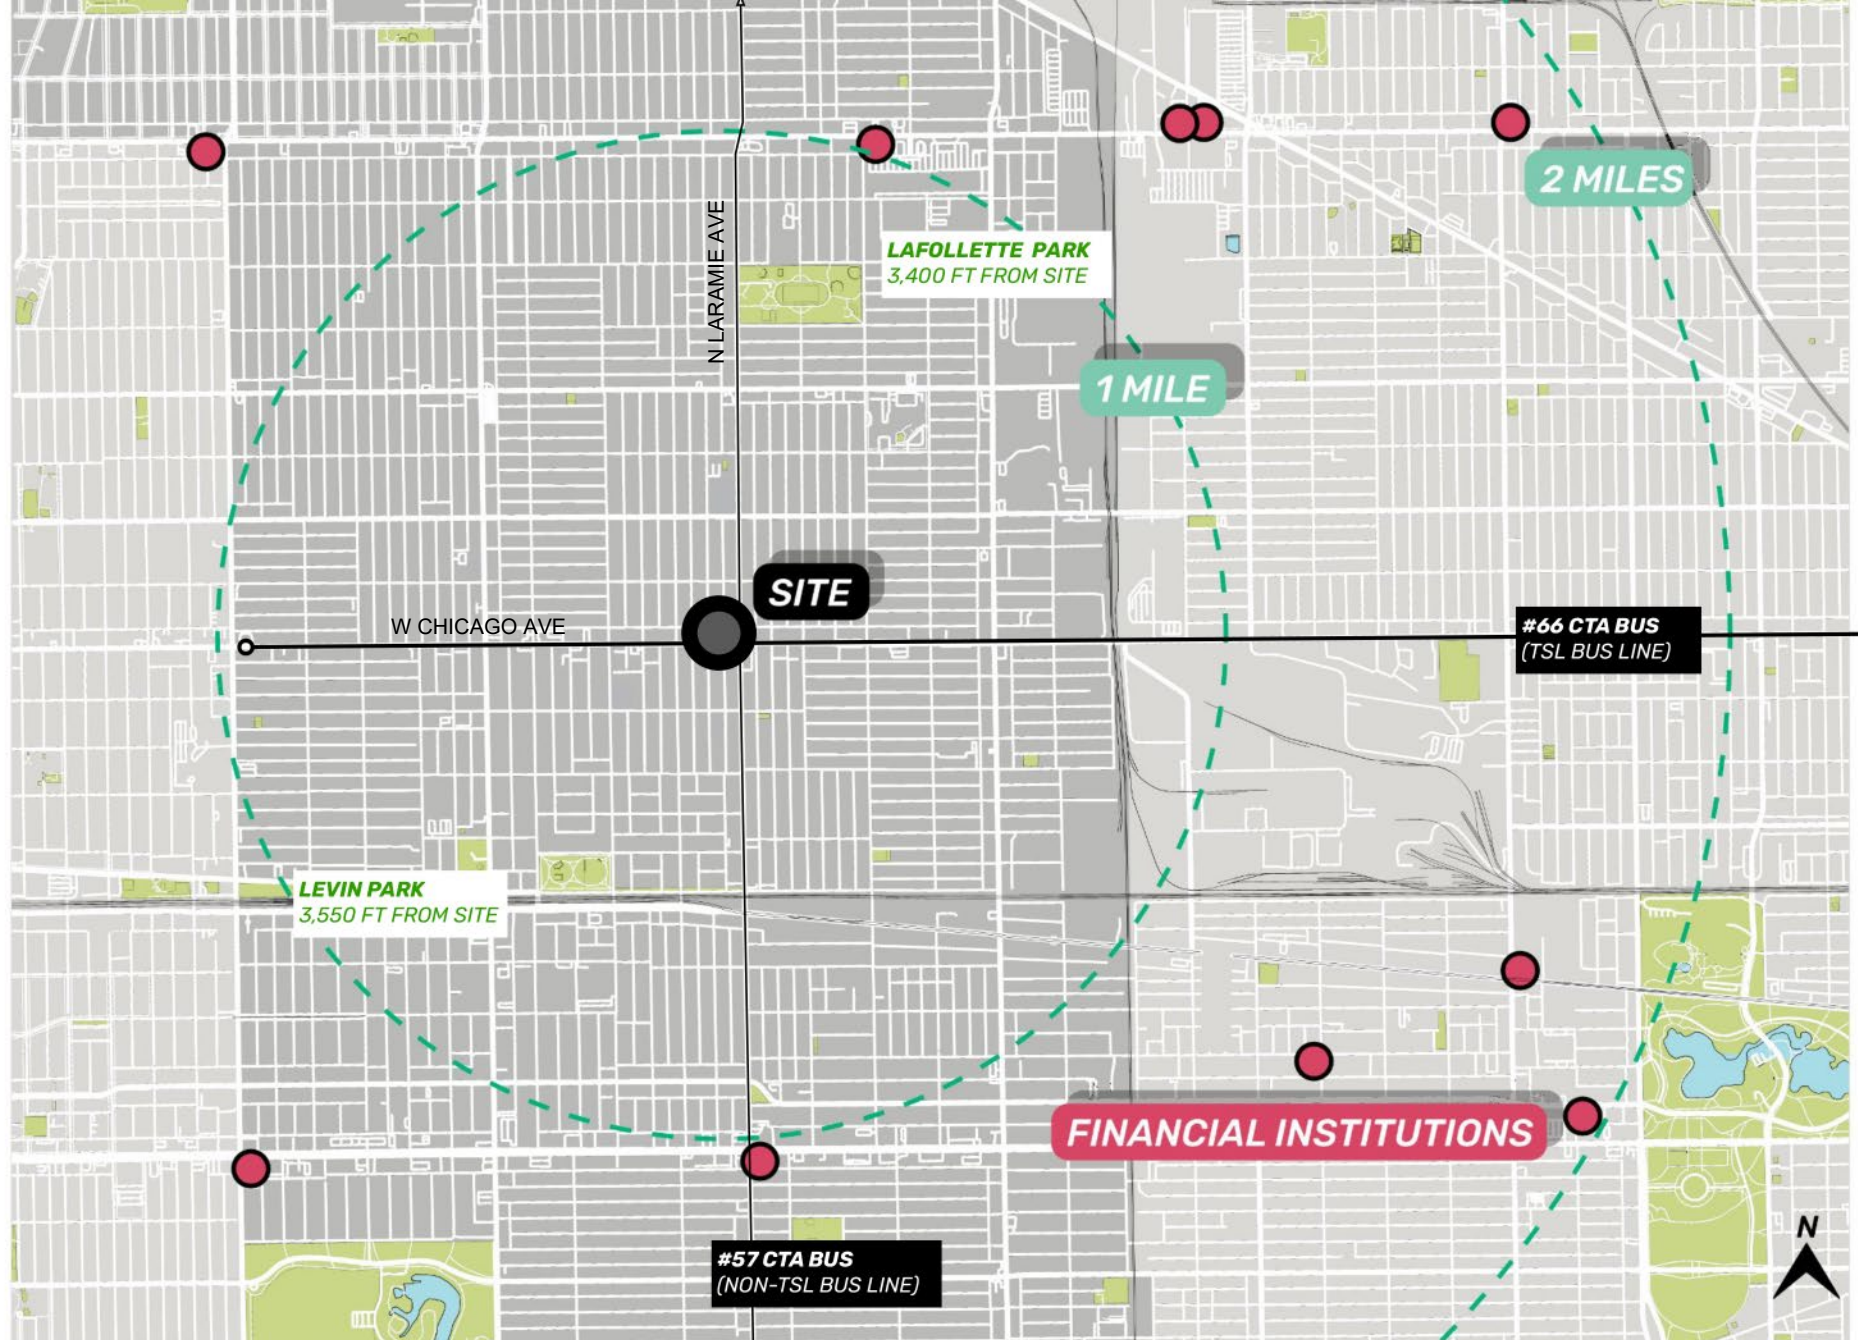 2 MILES
N LARAMIE AVE
LAFOLLETTE PARK
3,400 FT FROM SITE
1 MILE
SITE
W CHICAGO AVE
#66 CTA BUS
(TSL BUS LINE)
LEVIN PARK
3,550 FT FROM SITE
FINANCIAL INSTITUTIONS
N
#57 CTA BUS
(NON-TSL BUS LINE)